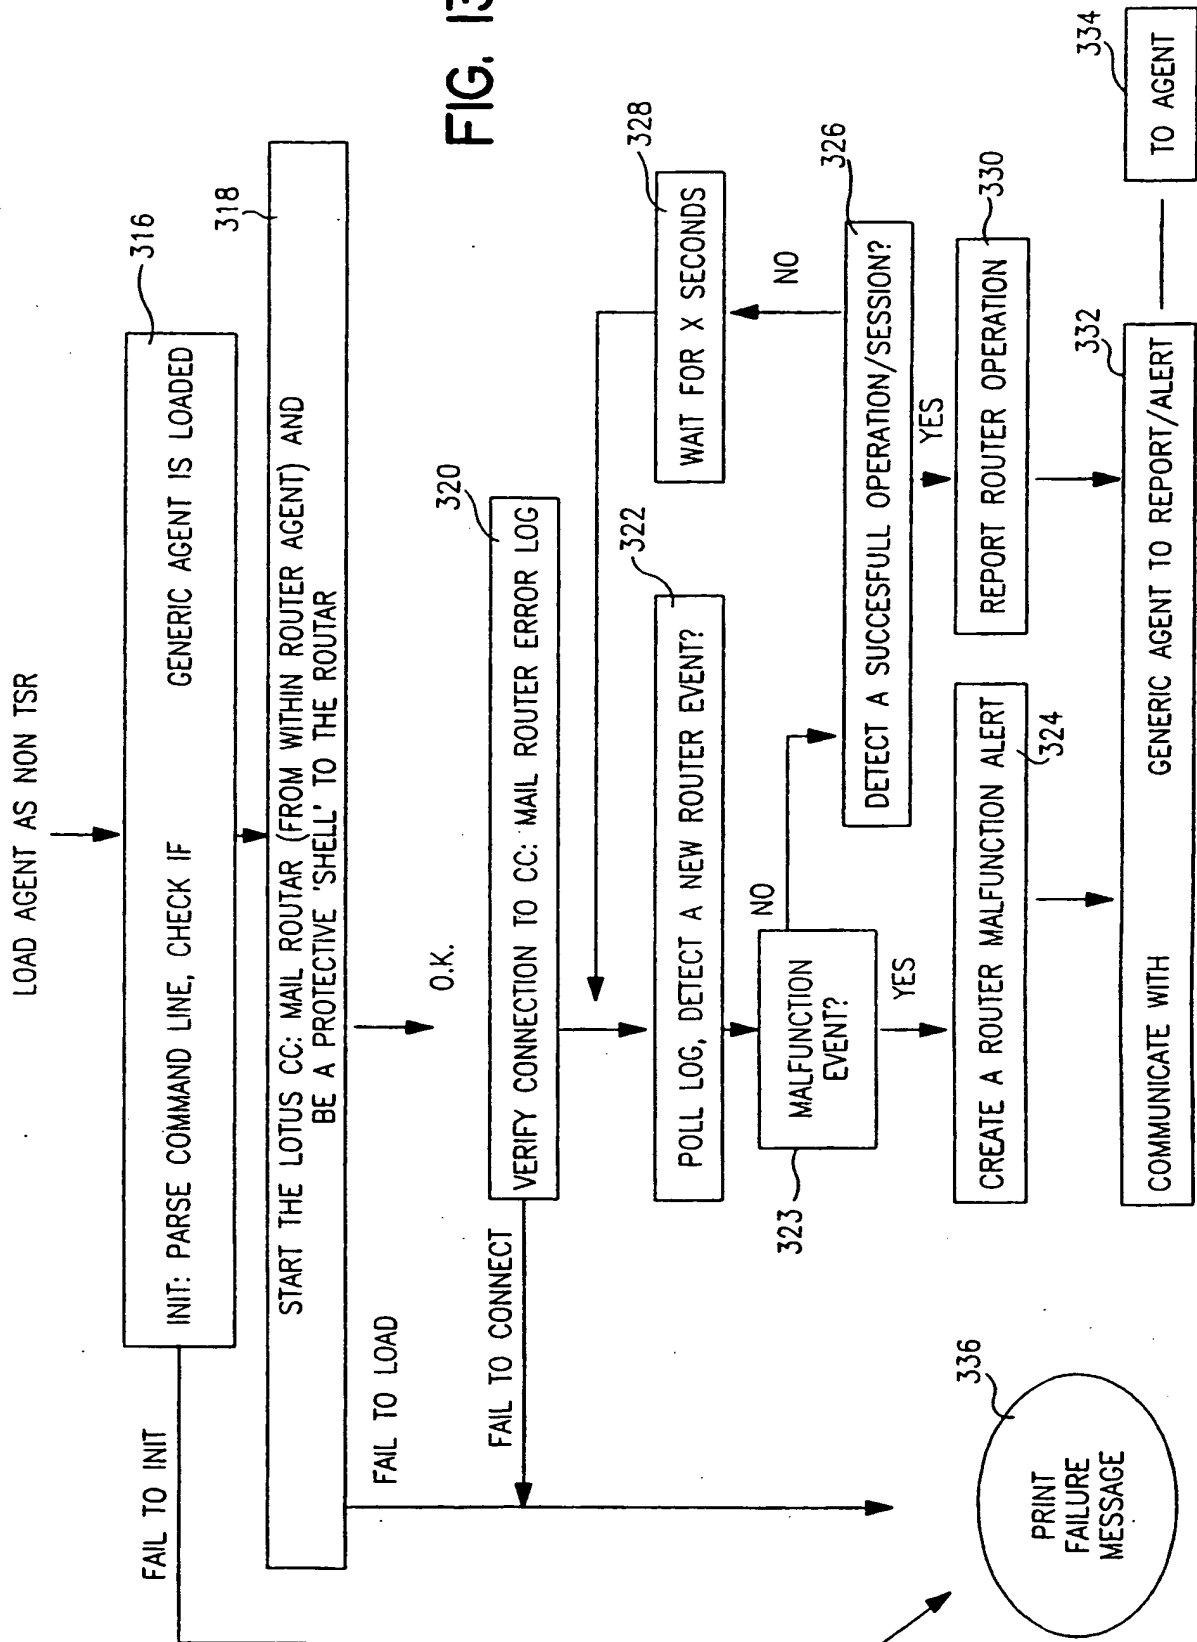 LOAD AGENT AS NON TSR
316
INIT: PARSE COMMAND LINE, CHECK IF GENERIC AGENT IS LOADED
FAIL TO INIT
318
START THE LOTUS CC: MAIL ROUTAR (FROM WITHIN ROUTER AGENT) AND
BE A PROTECTIVE 'SHELL' TO THE ROUTAR
FAIL TO LOAD
O.K.
FIG. 13
320
VERIFY CONNECTION TO CC: MAIL ROUTER ERROR LOG
FAIL TO CONNECT
322
POLL LOG, DETECT A NEW ROUTER EVENT?
328
WAIT FOR X SECONDS
NO
323
MALFUNCTION
EVENT?
NO
YES
326
DETECT A SUCCESFULL OPERATION/SESSION?
YES
CREATE A ROUTER MALFUNCTION ALERT
324
REPORT ROUTER OPERATION
330
332
COMMUNICATE WITH GENERIC AGENT TO REPORT/ALERT
334
TO AGENT
336
PRINT
FAILURE
MESSAGE